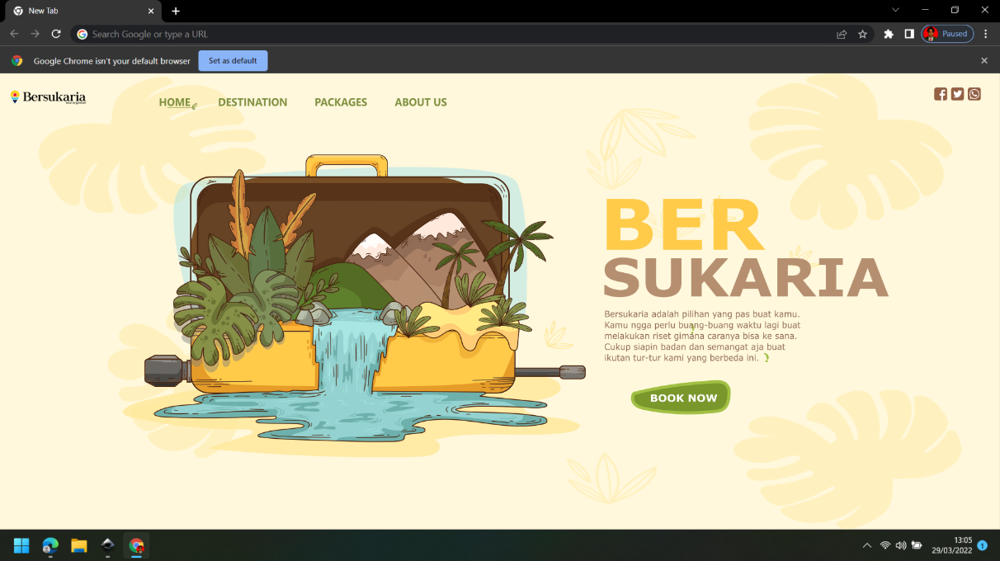 New Tab
Search Google or type a URL
Paused
Google Chrome isn't your default browser
Set as default
Bersukaria
tour organizer
HOME
DESTINATION
PACKAGES
ABOUT US
BER
SUKARIA
Bersukaria adalah pilihan yang pas buat kamu.
Kamu ngga perlu buang-buang waktu lagi buat
melakukan riset gimana caranya bisa ke sana.
Cukup siapin badan dan semangat aja buat
ikutan tur-tur kami yang berbeda ini.
BOOK NOW
13:05
29/03/2022
1